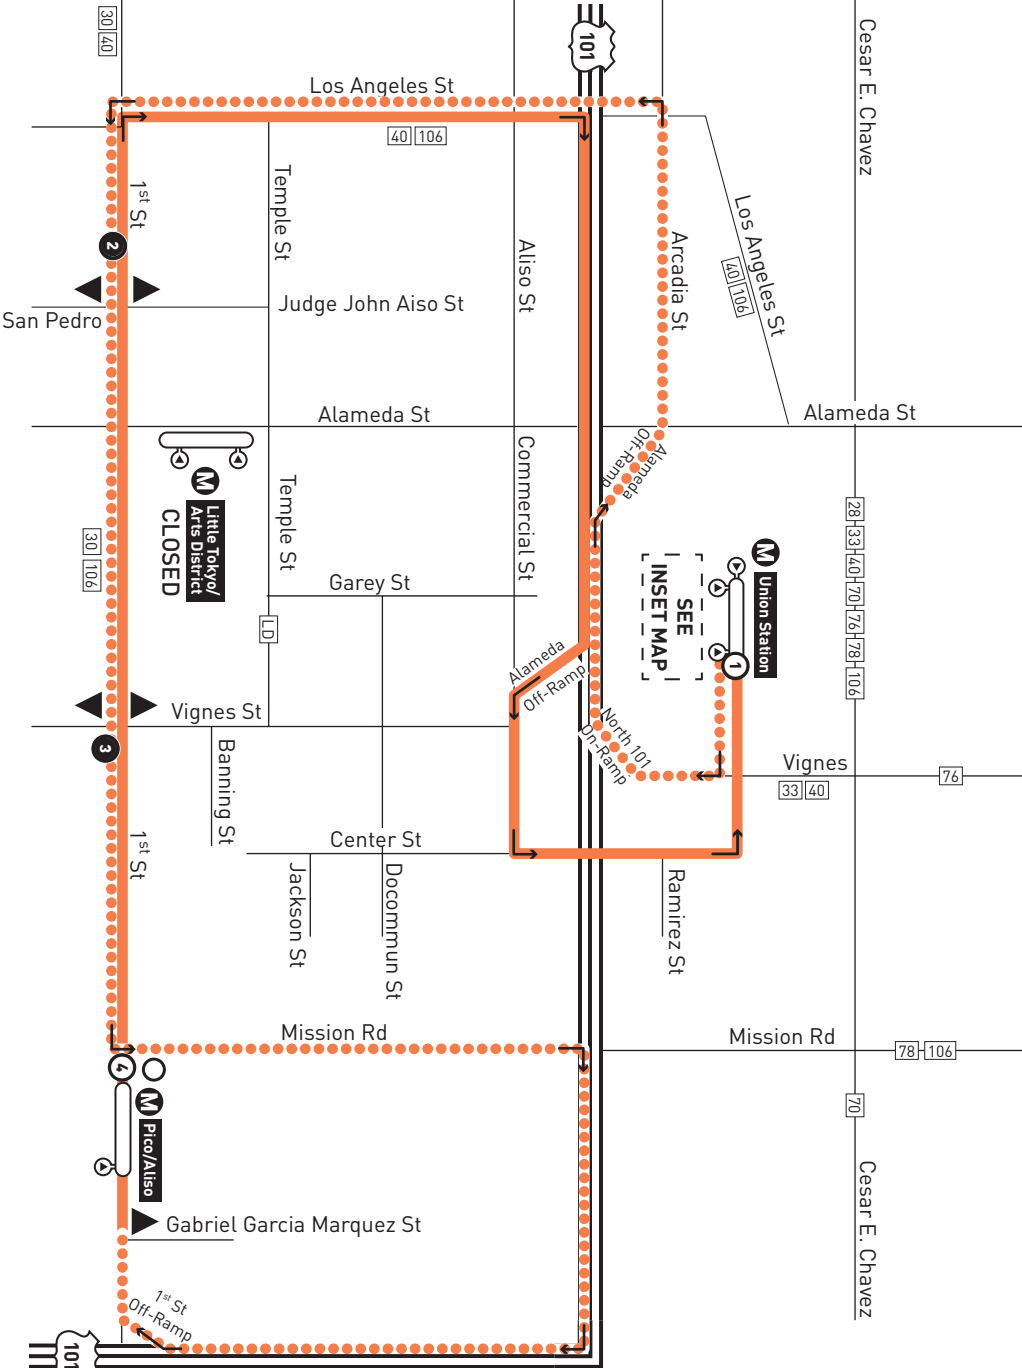 30 40
101
Cesar E. Chavez
Los Angeles St
40 106
1st St
Temple St
Aliso St
Arcadia St
Los Angeles St
40 106
2
San Pedro
Judge John Aiso St
Alameda St
Alameda St
Alameda
Off-Ramp
Little Tokyo/
Arts District
CLOSED
Temple St
Commercial St
28 33 40 70 76 78 106
30 106
Garey St
LD
SEE
INSET MAP
Union Station
1
Alameda
Off-Ramp
Vignes St
North 101
On-Ramp
3
Banning St
Vignes
76
33 40
1st St
Center St
Jackson St
Docommun St
Ramirez St
Mission Rd
Mission Rd
78 106
4
M
Pico/Aliso
70
Cesar E. Chavez
Gabriel Garcia Marquez St
1st St
Off-Ramp
101
M
M